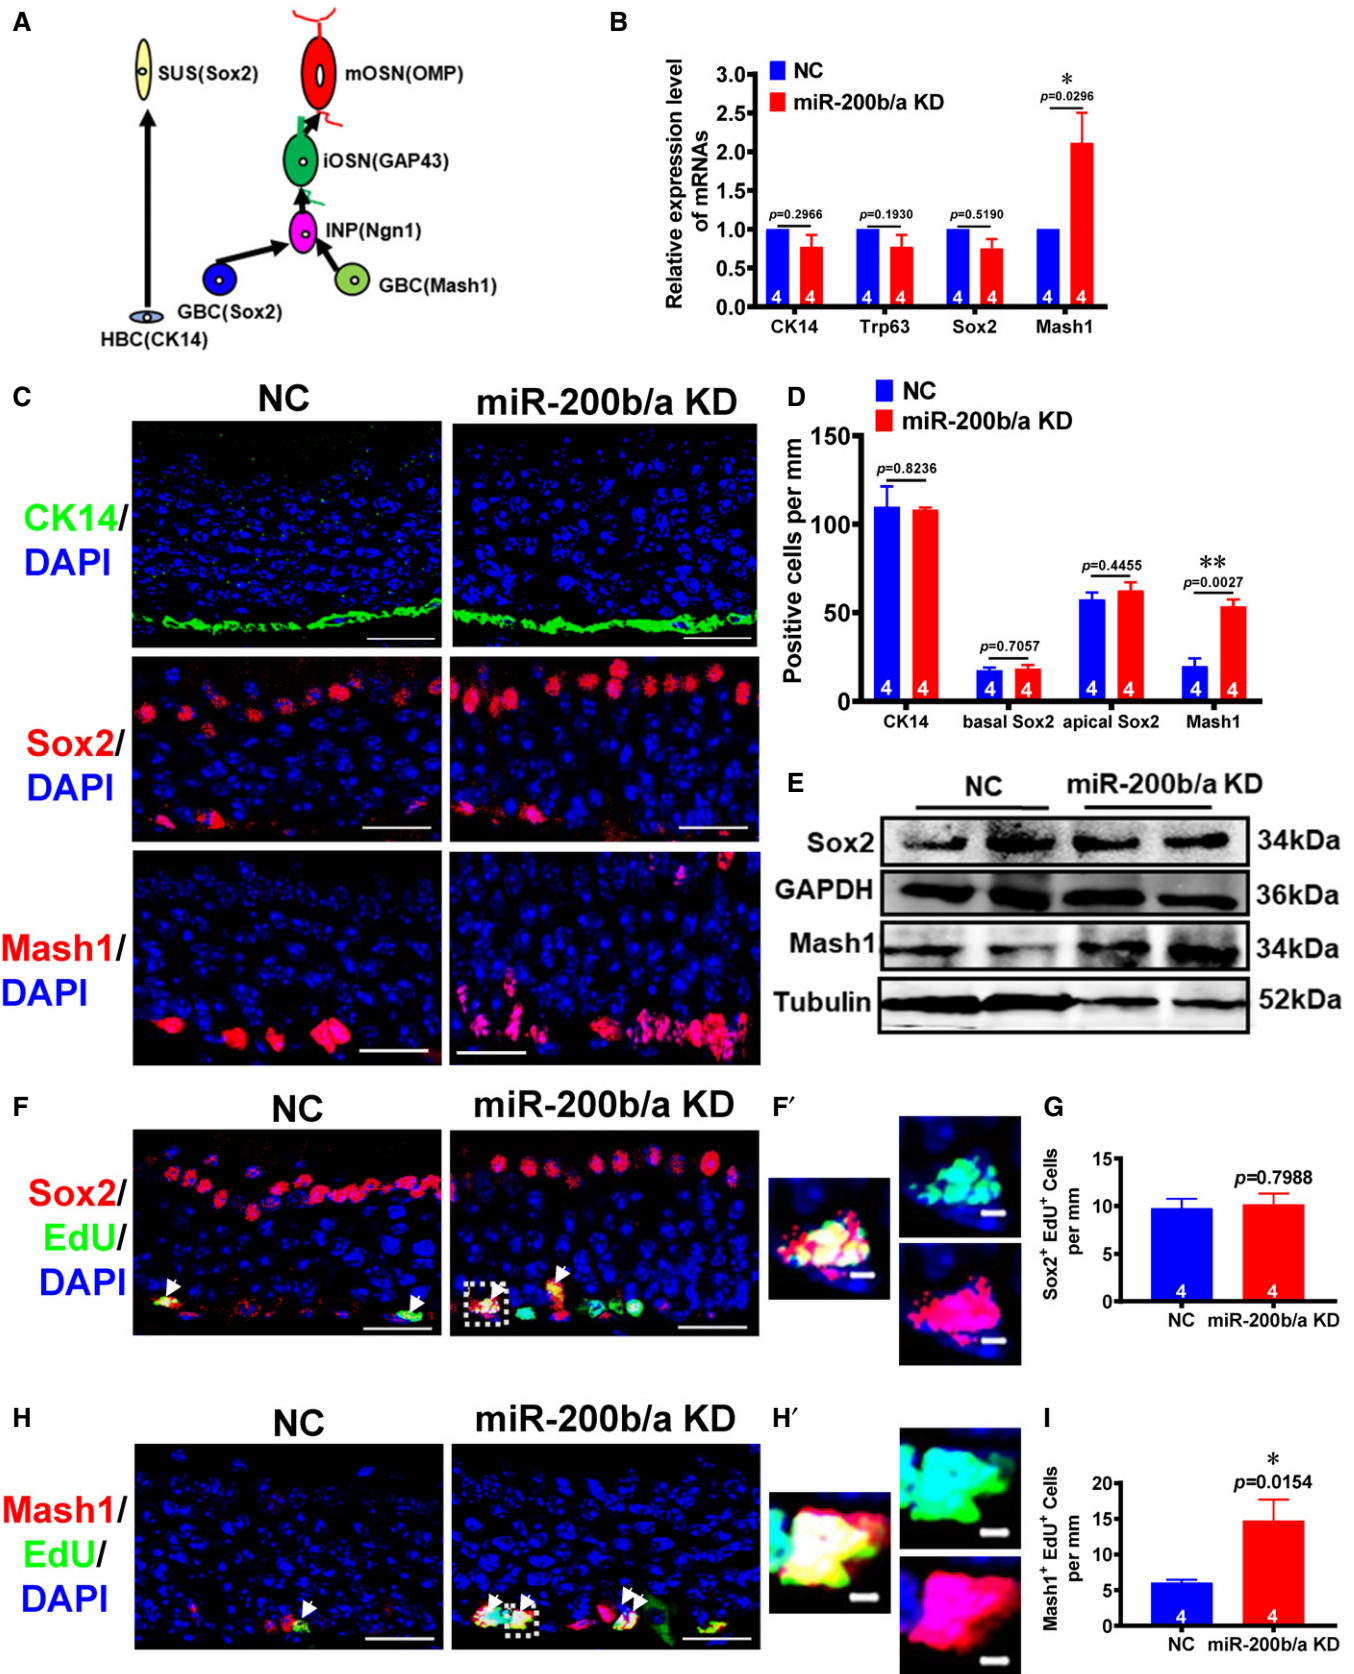 A
SUS(Sox2)
mOSN(OMP)
iOSN(GAP43)
INP(Ngn1)
GBC(Mash1)
GBC(Sox2)
HBC(CK14)
B
NC
miR-200b/a KD
Relative expression level
of mRNAs
3.0
2.5
2.0
1.5
1.0
0.5
0.0
p=0.2966
p=0.1930
p=0.5190
*
p=0.0296
4 4 4 4 4 4 4 4
CK14 Trp63 Sox2 Mash1
C
NC
miR-200b/a KD
CK14/
DAPI
Sox2/
DAPI
Mash1/
DAPI
D
NC
miR-200b/a KD
Positive cells per mm
150
100
50
0
p=0.8236
p=0.7057
p=0.4455
**
p=0.0027
4 4 4 4 4 4 4 4
CK14 basal Sox2 apical Sox2 Mash1
E
NC
miR-200b/a KD
Sox2 34kDa
GAPDH 36kDa
Mash1 34kDa
Tubulin 52kDa
F
NC
miR-200b/a KD
Sox2/
EdU/
DAPI
F′
G
Sox2+ EdU+ Cells
per mm
15
10
5
0
p=0.7988
4 4
NC miR-200b/a KD
H
NC
miR-200b/a KD
Mash1/
EdU/
DAPI
H′
I
Mash1+ EdU+ Cells
per mm
20
15
10
5
0
*
p=0.0154
4 4
NC miR-200b/a KD